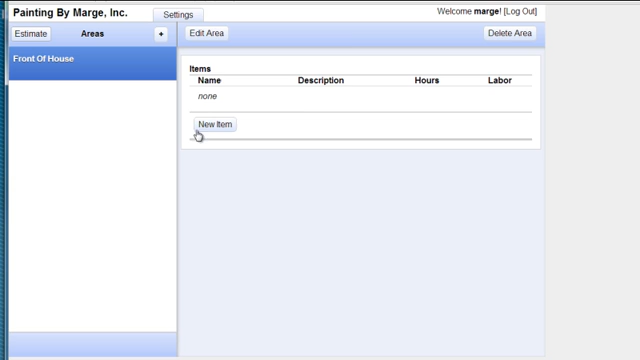 Painting By Marge, Inc.
Settings
Welcome marge! [Log Out]
Estimate
Areas
+
Edit Area
Delete Area
Front Of House
Items
Name Description Hours Labor
none
New Item